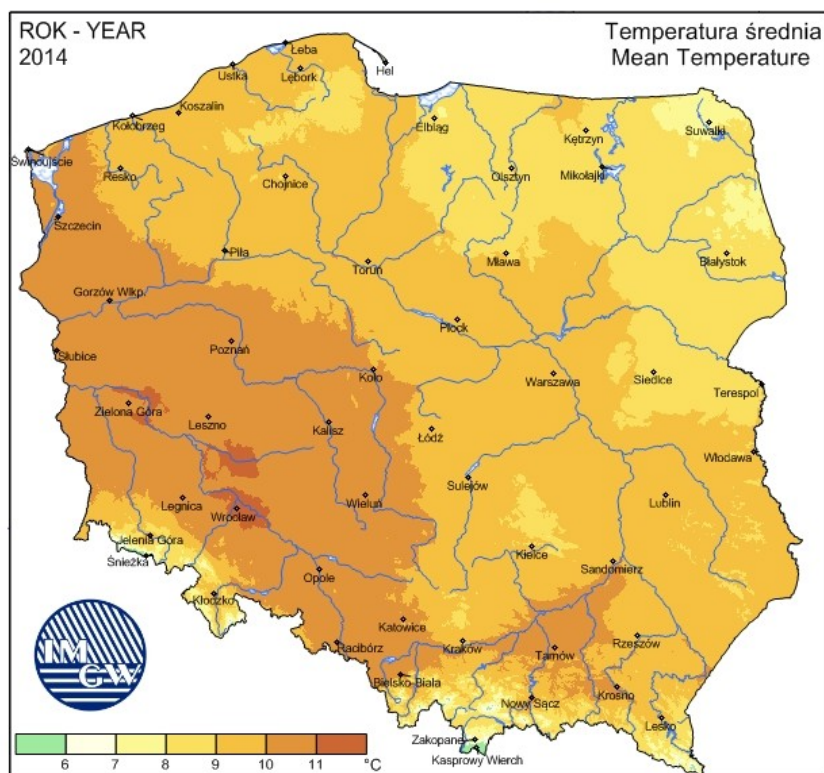 ROK - YEAR
2014
Temperatura średnia
Mean Temperature
Łeba
Hel
Ustka
Lębork
Koszalin
Kołobrzeg
Elbląg
Kętrzyn
Suwałki
Świnoujście
Resko
Chojnice
Olsztyn
Mikołajki
Szczecin
Piła
Toruń
Mława
Białystok
Gorzów Wlkp.
Płock
Słubice
Poznań
Koło
Warszawa
Siedlce
Terespol
Zielona Góra
Leszno
Kalisz
Łódź
Włodawa
Sulejów
Legnica
Wrocław
Wieluń
Lublin
Jelenia Góra
Śnieżka
Kielce
Opole
Sandomierz
Kłodzko
Katowice
Racibórz
Kraków
Tarnów
Rzeszów
Bielsko-Biała
Nowy Sącz
Krosno
Lesko
Zakopane
Kasprowy Wierch
IM
GW
6 7 8 9 10 11 °C